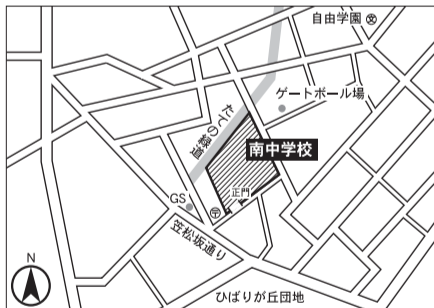 自由学園
ゲートボール場
たての緑道
南中学校
正門
GS
笠松坂通り
N
ひばりが丘団地